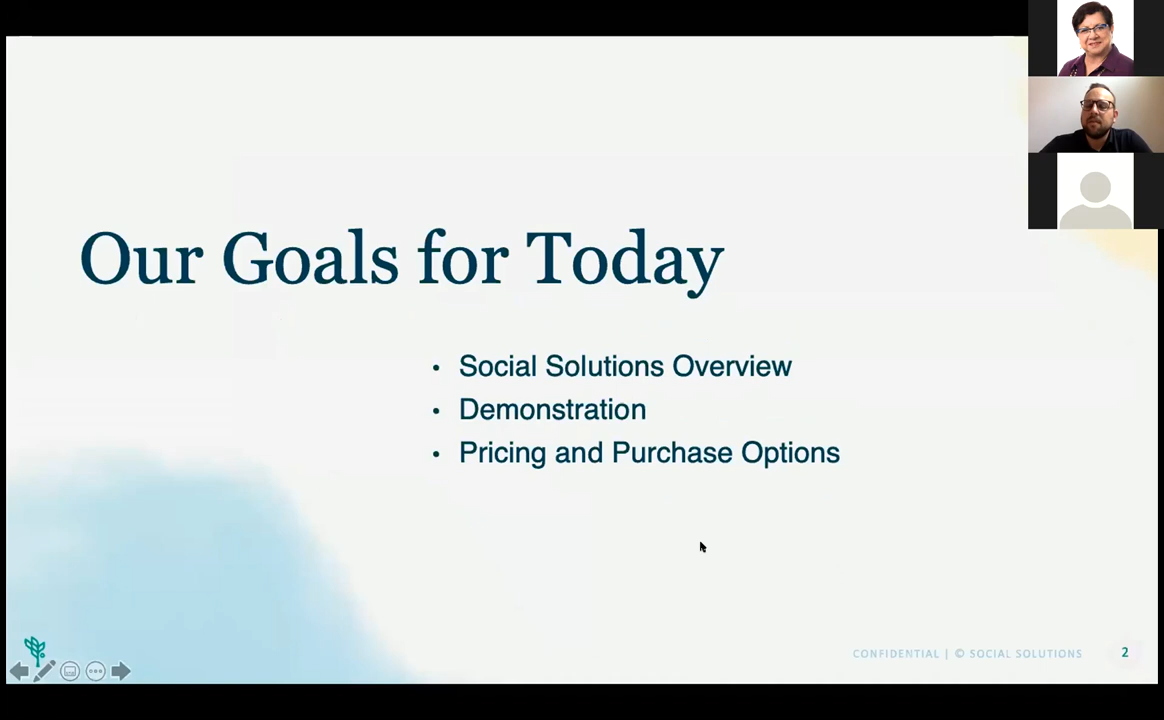 Our Goals for Today
• Social Solutions Overview
• Demonstration
• Pricing and Purchase Options
CONFIDENTIAL | © SOCIAL SOLUTIONS 2